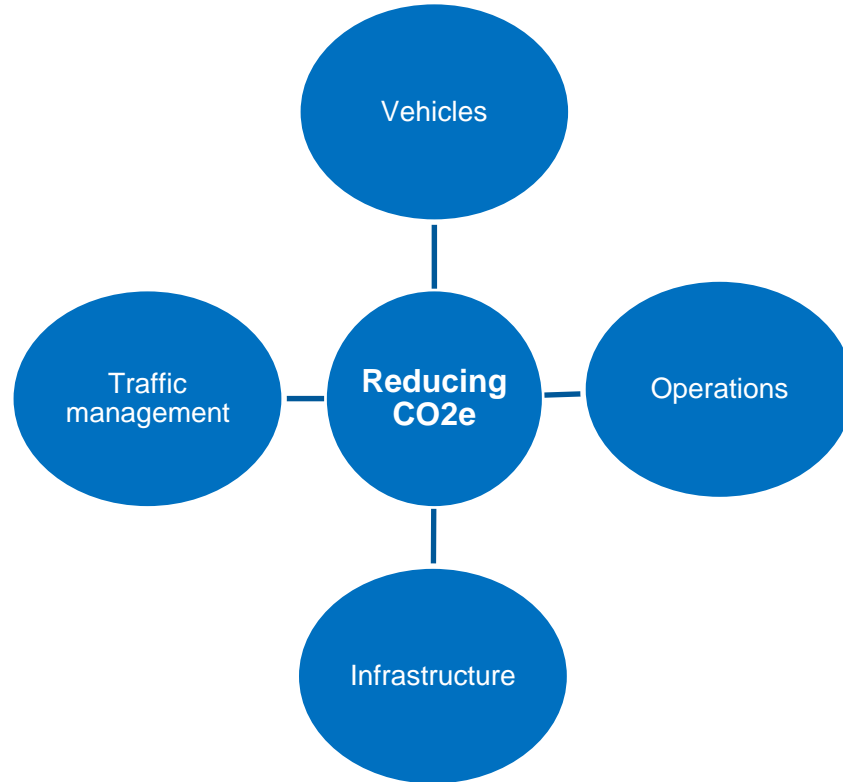 Vehicles
Traffic
management
Reducing
CO2e
Operations
Infrastructure